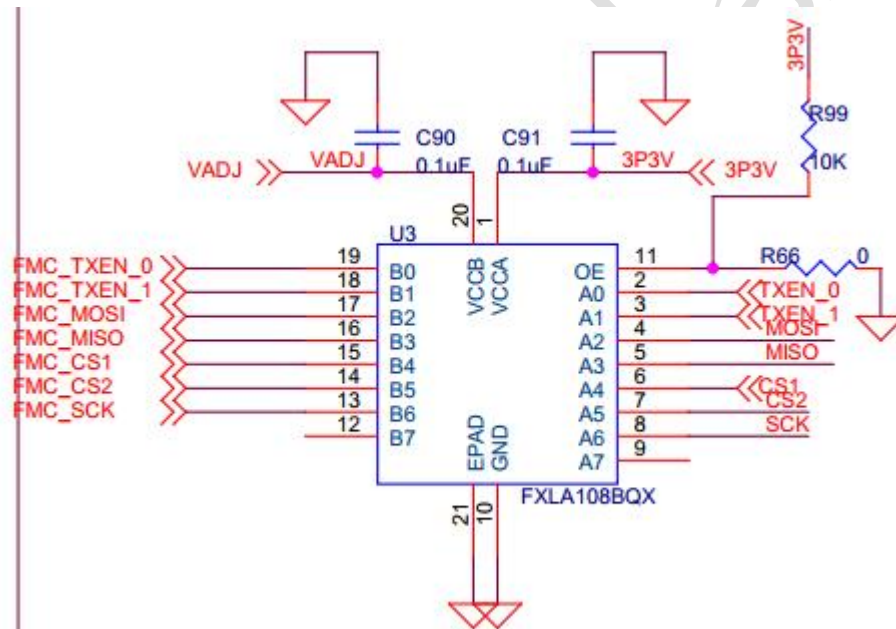 3P3V
R99
10K
C90
0.1uF
C91
0.1uF
VADJ
VADJ
3P3V
3P3V
20
1
U3
VCCB
VCCA
FMC_TXEN_0
19
B0
OE
11
R66
0
FMC_TXEN_1
18
B1
A0
2
TXEN_0
FMC_MOSI
17
B2
A1
3
TXEN_1
FMC_MISO
16
B3
A2
4
MOSI
FMC_CS1
15
B4
A3
5
MISO
FMC_CS2
14
B5
A4
6
CS1
FMC_SCK
13
B6
A5
7
CS2
12
B7
A6
8
SCK
A7
9
EPAD
GND
FXLA108BQX
21
10